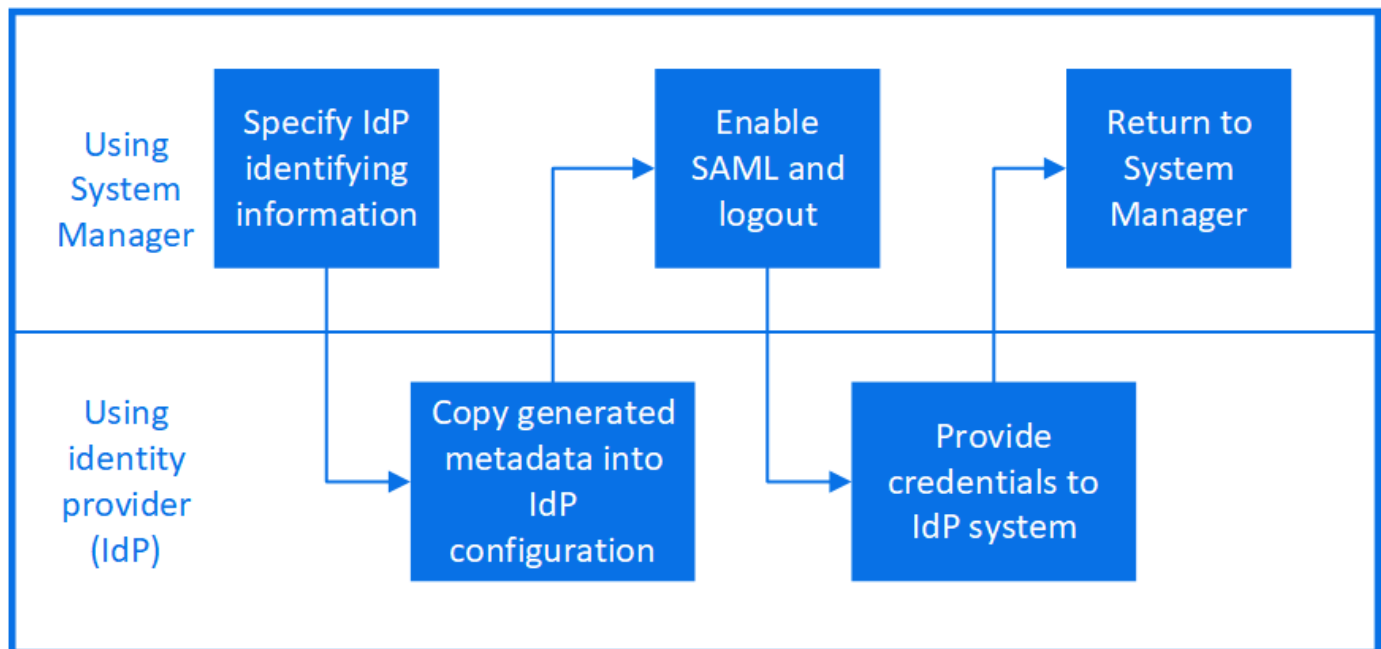 Using
System
Manager
Specify IdP
identifying
information
Enable
SAML and
logout
Return to
System
Manager
Using
identity
provider
(IdP)
Copy generated
metadata into
IdP
configuration
Provide
credentials to
IdP system